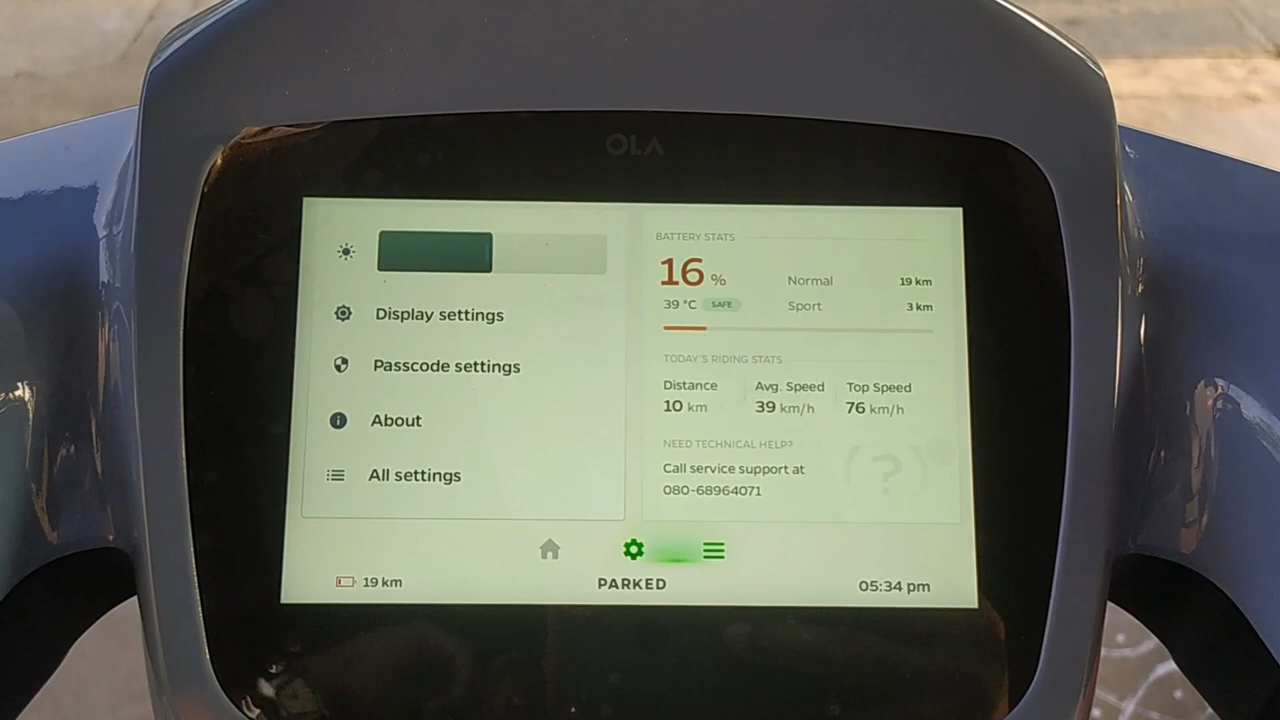 OLA
Display settings
Passcode settings
About
All settings
BATTERY STATS
16 %
39 °C SAFE
Normal 19 km
Sport 3 km
TODAY'S RIDING STATS
Distance Avg. Speed Top Speed
10 km 39 km/h 76 km/h
NEED TECHNICAL HELP?
Call service support at
080-68964071
(?)
19 km PARKED 05:34 pm